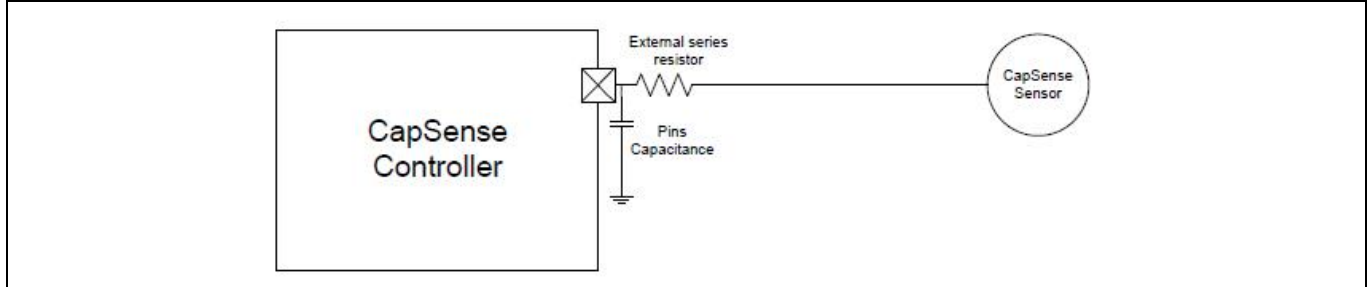 External series
resistor
CapSense
Sensor
CapSense
Controller
Pins
Capacitance